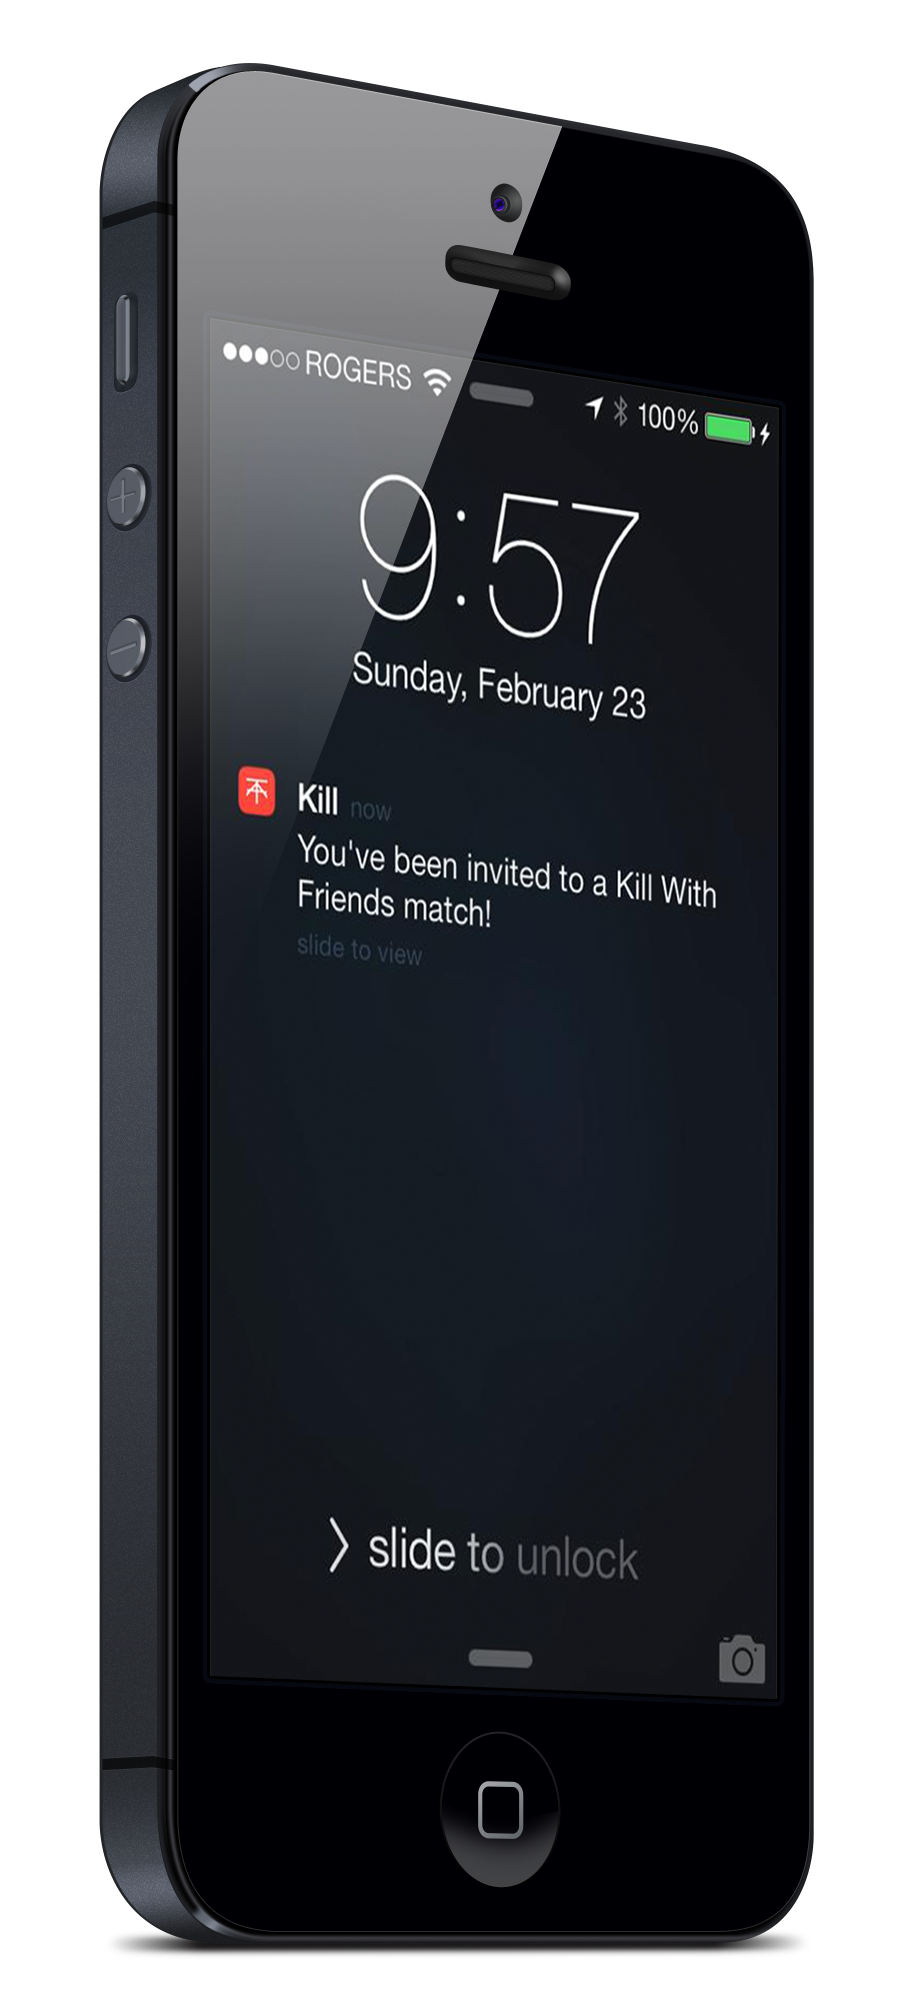 ROGERS 100%
9:57
Sunday, February 23
Kill now
You've been invited to a Kill With
Friends match!
slide to view
slide to unlock